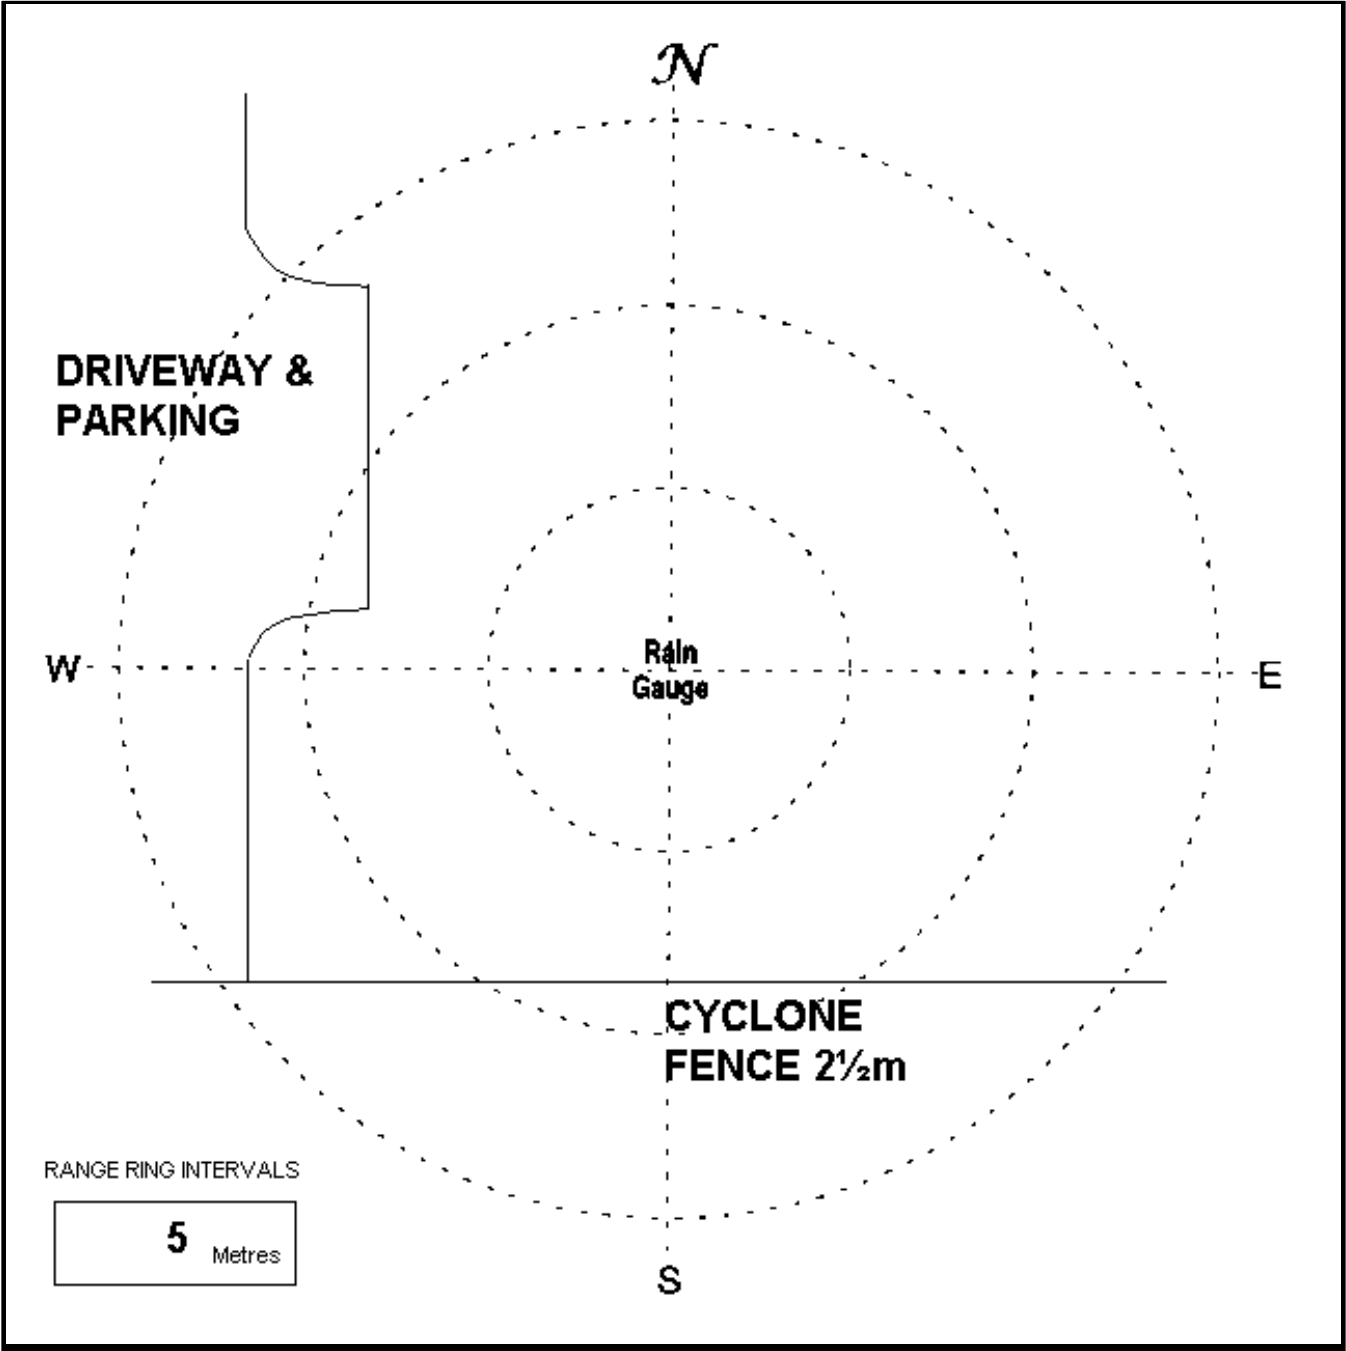 N
DRIVEWAY &
PARKING
W
Rain
Gauge
E
CYCLONE
FENCE 2½m
RANGE RING INTERVALS
5 Metres
S